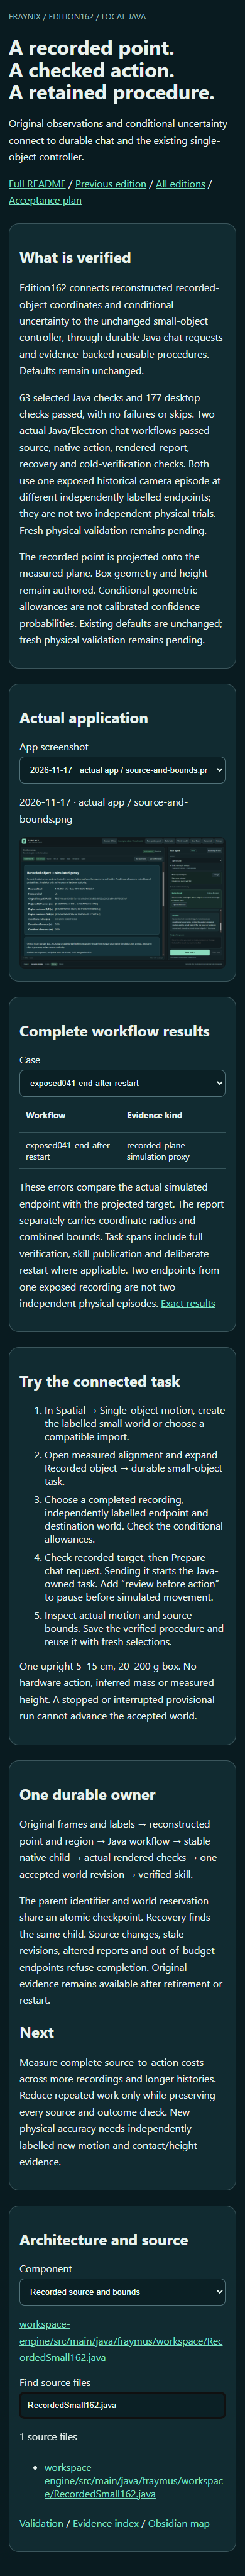 FRAYNIX / EDITION162 / LOCAL JAVA
A recorded point.
A checked action.
A retained procedure.
Original observations and conditional uncertainty
connect to durable chat and the existing single-
object controller.
Full README / Previous edition / All editions /
Acceptance plan
What is verified
Edition162 connects reconstructed recorded-
object coordinates and conditional
uncertainty to the unchanged small-object
controller, through durable Java chat requests
and evidence-backed reusable procedures.
Defaults remain unchanged.
63 selected Java checks and 177 desktop
checks passed, with no failures or skips. Two
actual Java/Electron chat workflows passed
source, native action, rendered-report,
recovery and cold-verification checks. Both
use one exposed historical camera episode at
different independently labelled endpoints;
they are not two independent physical trials.
Fresh physical validation remains pending.
The recorded point is projected onto the
measured plane. Box geometry and height
remain authored. Conditional geometric
allowances are not calibrated confidence
probabilities. Existing defaults are unchanged;
fresh physical validation remains pending.
Actual application
App screenshot
2026-11-17 · actual app / source-and-bounds.pr
2026-11-17 · actual app / source-and-
bounds.png
Complete workflow results
Case
exposed041-end-after-restart
Workflow Evidence kind
exposed041-end-after- recorded-plane
restart simulation proxy
These errors compare the actual simulated
endpoint with the projected target. The report
separately carries coordinate radius and
combined bounds. Task spans include full
verification, skill publication and deliberate
restart where applicable. Two endpoints from
one exposed recording are not two
independent physical episodes. Exact results
Try the connected task
1. In Spatial → Single-object motion, create
the labelled small world or choose a
compatible import.
2. Open measured alignment and expand
Recorded object → durable small-object
task.
3. Choose a completed recording,
independently labelled endpoint and
destination world. Check the conditional
allowances.
4. Check recorded target, then Prepare
chat request. Sending it starts the Java-
owned task. Add "review before action"
to pause before simulated movement.
5. Inspect actual motion and source
bounds. Save the verified procedure and
reuse it with fresh selections.
One upright 5–15 cm, 20–200 g box. No
hardware action, inferred mass or measured
height. A stopped or interrupted provisional
run cannot advance the accepted world.
One durable owner
Original frames and labels → reconstructed
point and region → Java workflow → stable
native child → actual rendered checks → one
accepted world revision → verified skill.
The parent identifier and world reservation
share an atomic checkpoint. Recovery finds
the same child. Source changes, stale
revisions, altered reports and out-of-budget
endpoints refuse completion. Original
evidence remains available after retirement or
restart.
Next
Measure complete source-to-action costs
across more recordings and longer histories.
Reduce repeated work only while preserving
every source and outcome check. New
physical accuracy needs independently
labelled new motion and contact/height
evidence.
Architecture and source
Component
Recorded source and bounds
workspace-
engine/src/main/java/fraymus/workspace/Rec
ordedSmall162.java
Find source files
RecordedSmall162.java
1 source files
workspace-
engine/src/main/java/fraymus/workspac
e/RecordedSmall162.java
Validation / Evidence index / Obsidian map